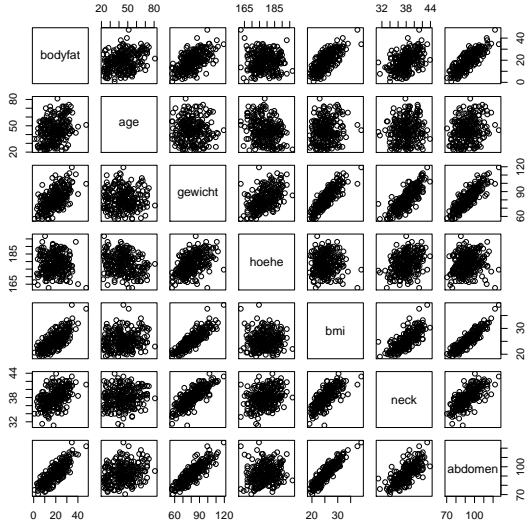 20 40 60 80 165 185 32 38 44
bodyfat 0 20 40
20 50 80 age
gewicht 60 90 120
165 185 hoehe
bmi 20 30
32 38 44 neck
abdomen 70 100
0 20 40 60 90 120 20 30 70 100